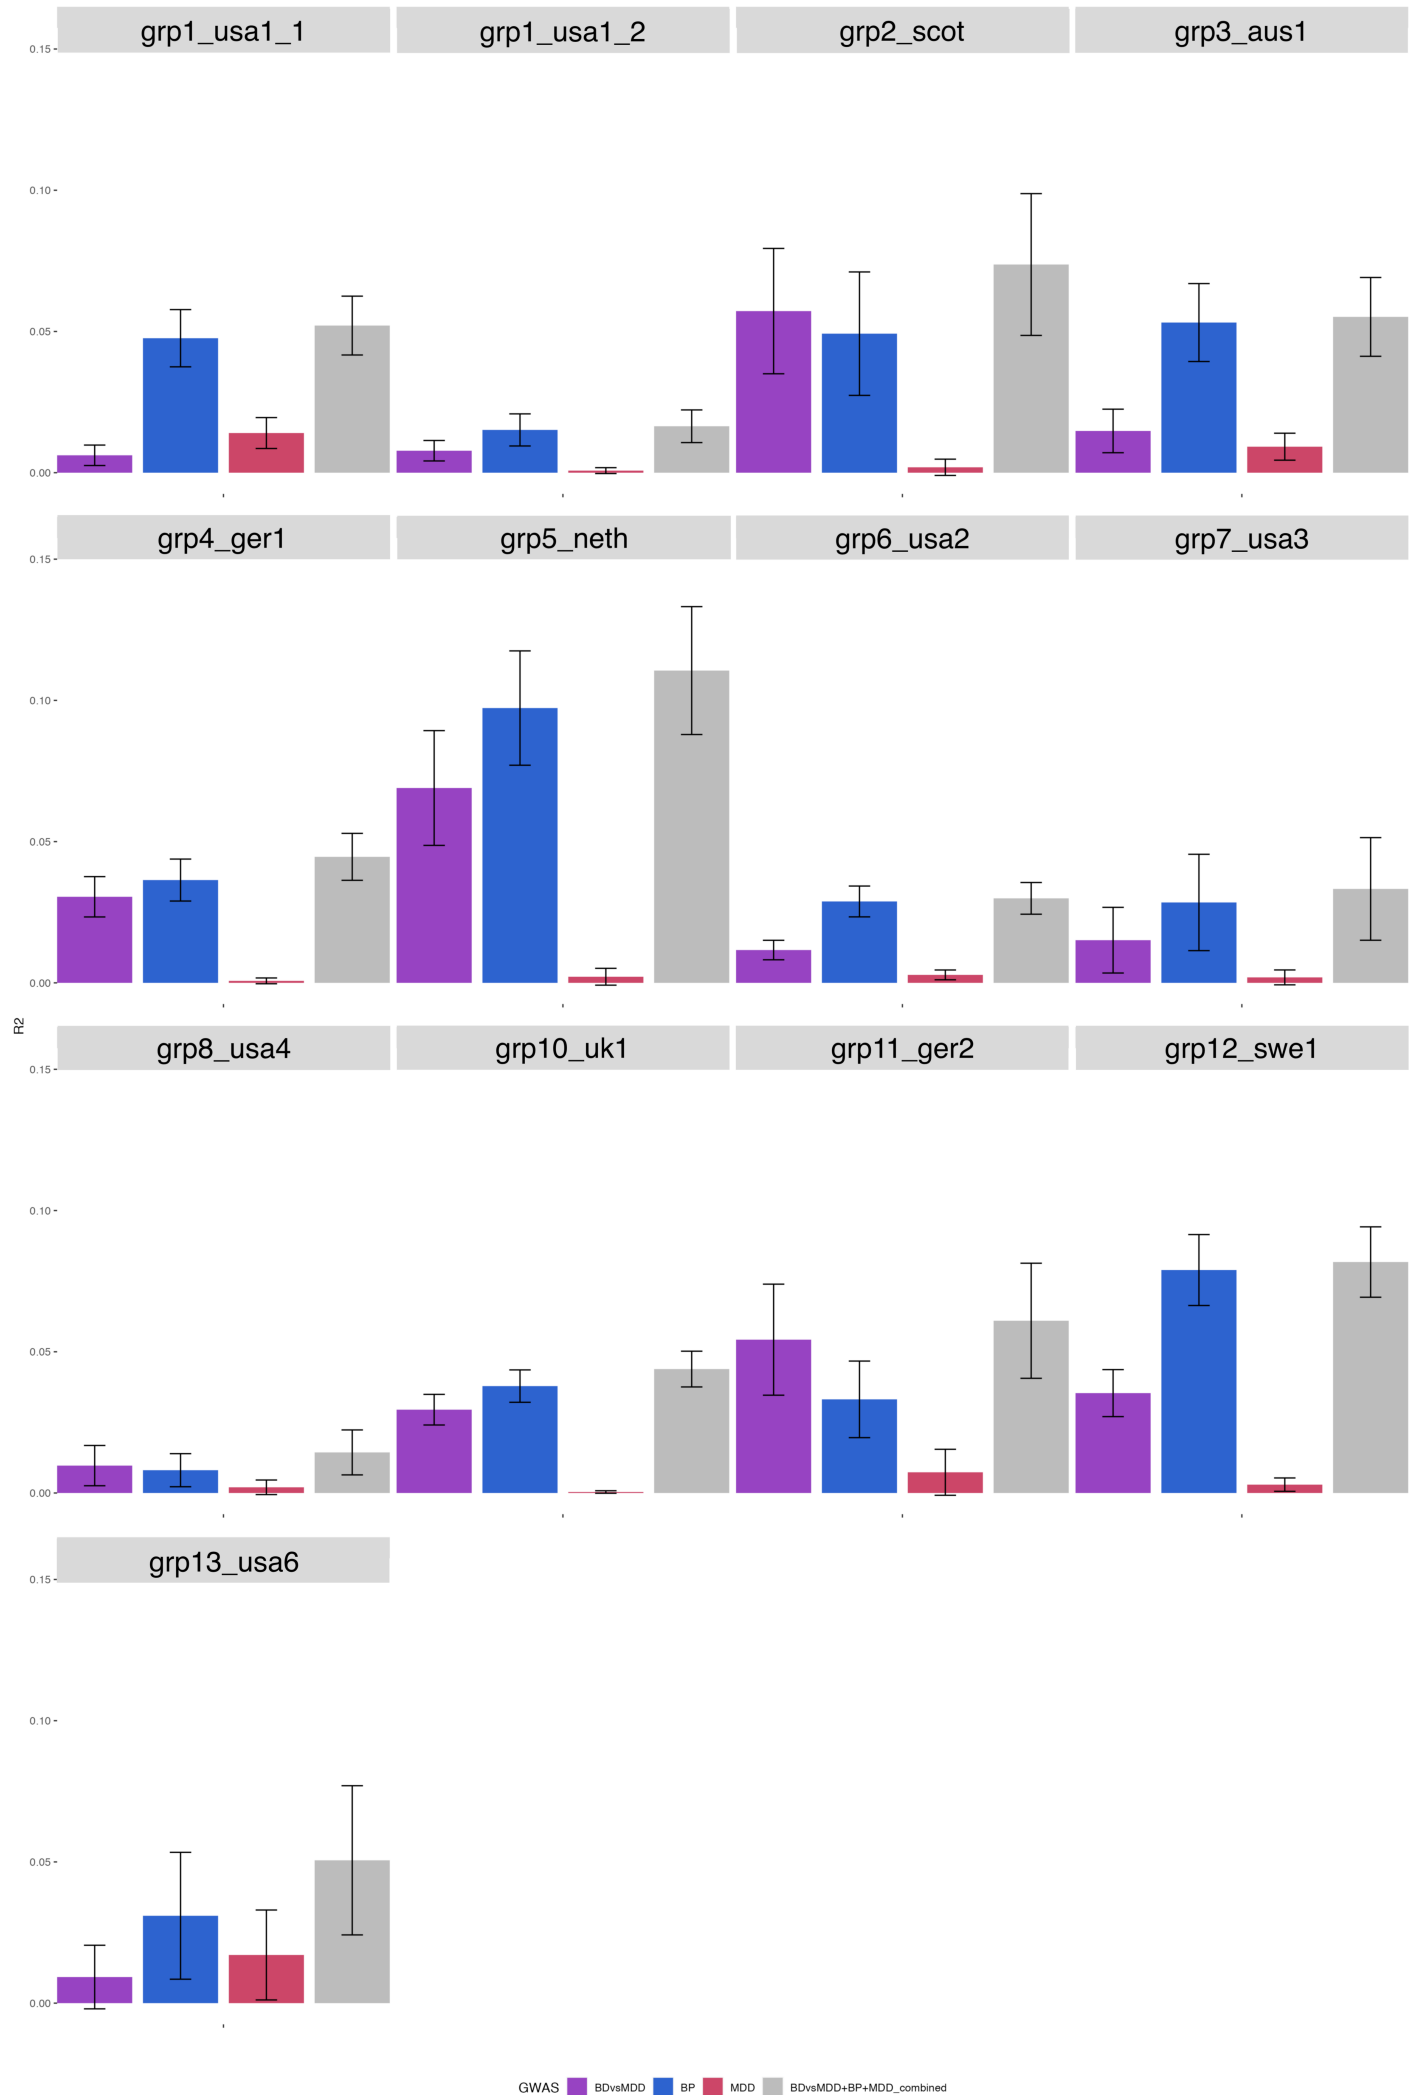 grp1_usa1_1 grp1_usa1_2 grp2_scot grp3_aus1
0.15
0.10
0.05
0.00
grp4_ger1 grp5_neth grp6_usa2 grp7_usa3
0.15
0.10
0.05
0.00
R2
grp8_usa4 grp10_uk1 grp11_ger2 grp12_swe1
0.15
0.10
0.05
0.00
grp13_usa6
0.15
0.10
0.05
0.00
GWAS BDvsMDD BP MDD BDvsMDD+BP+MDD_combined